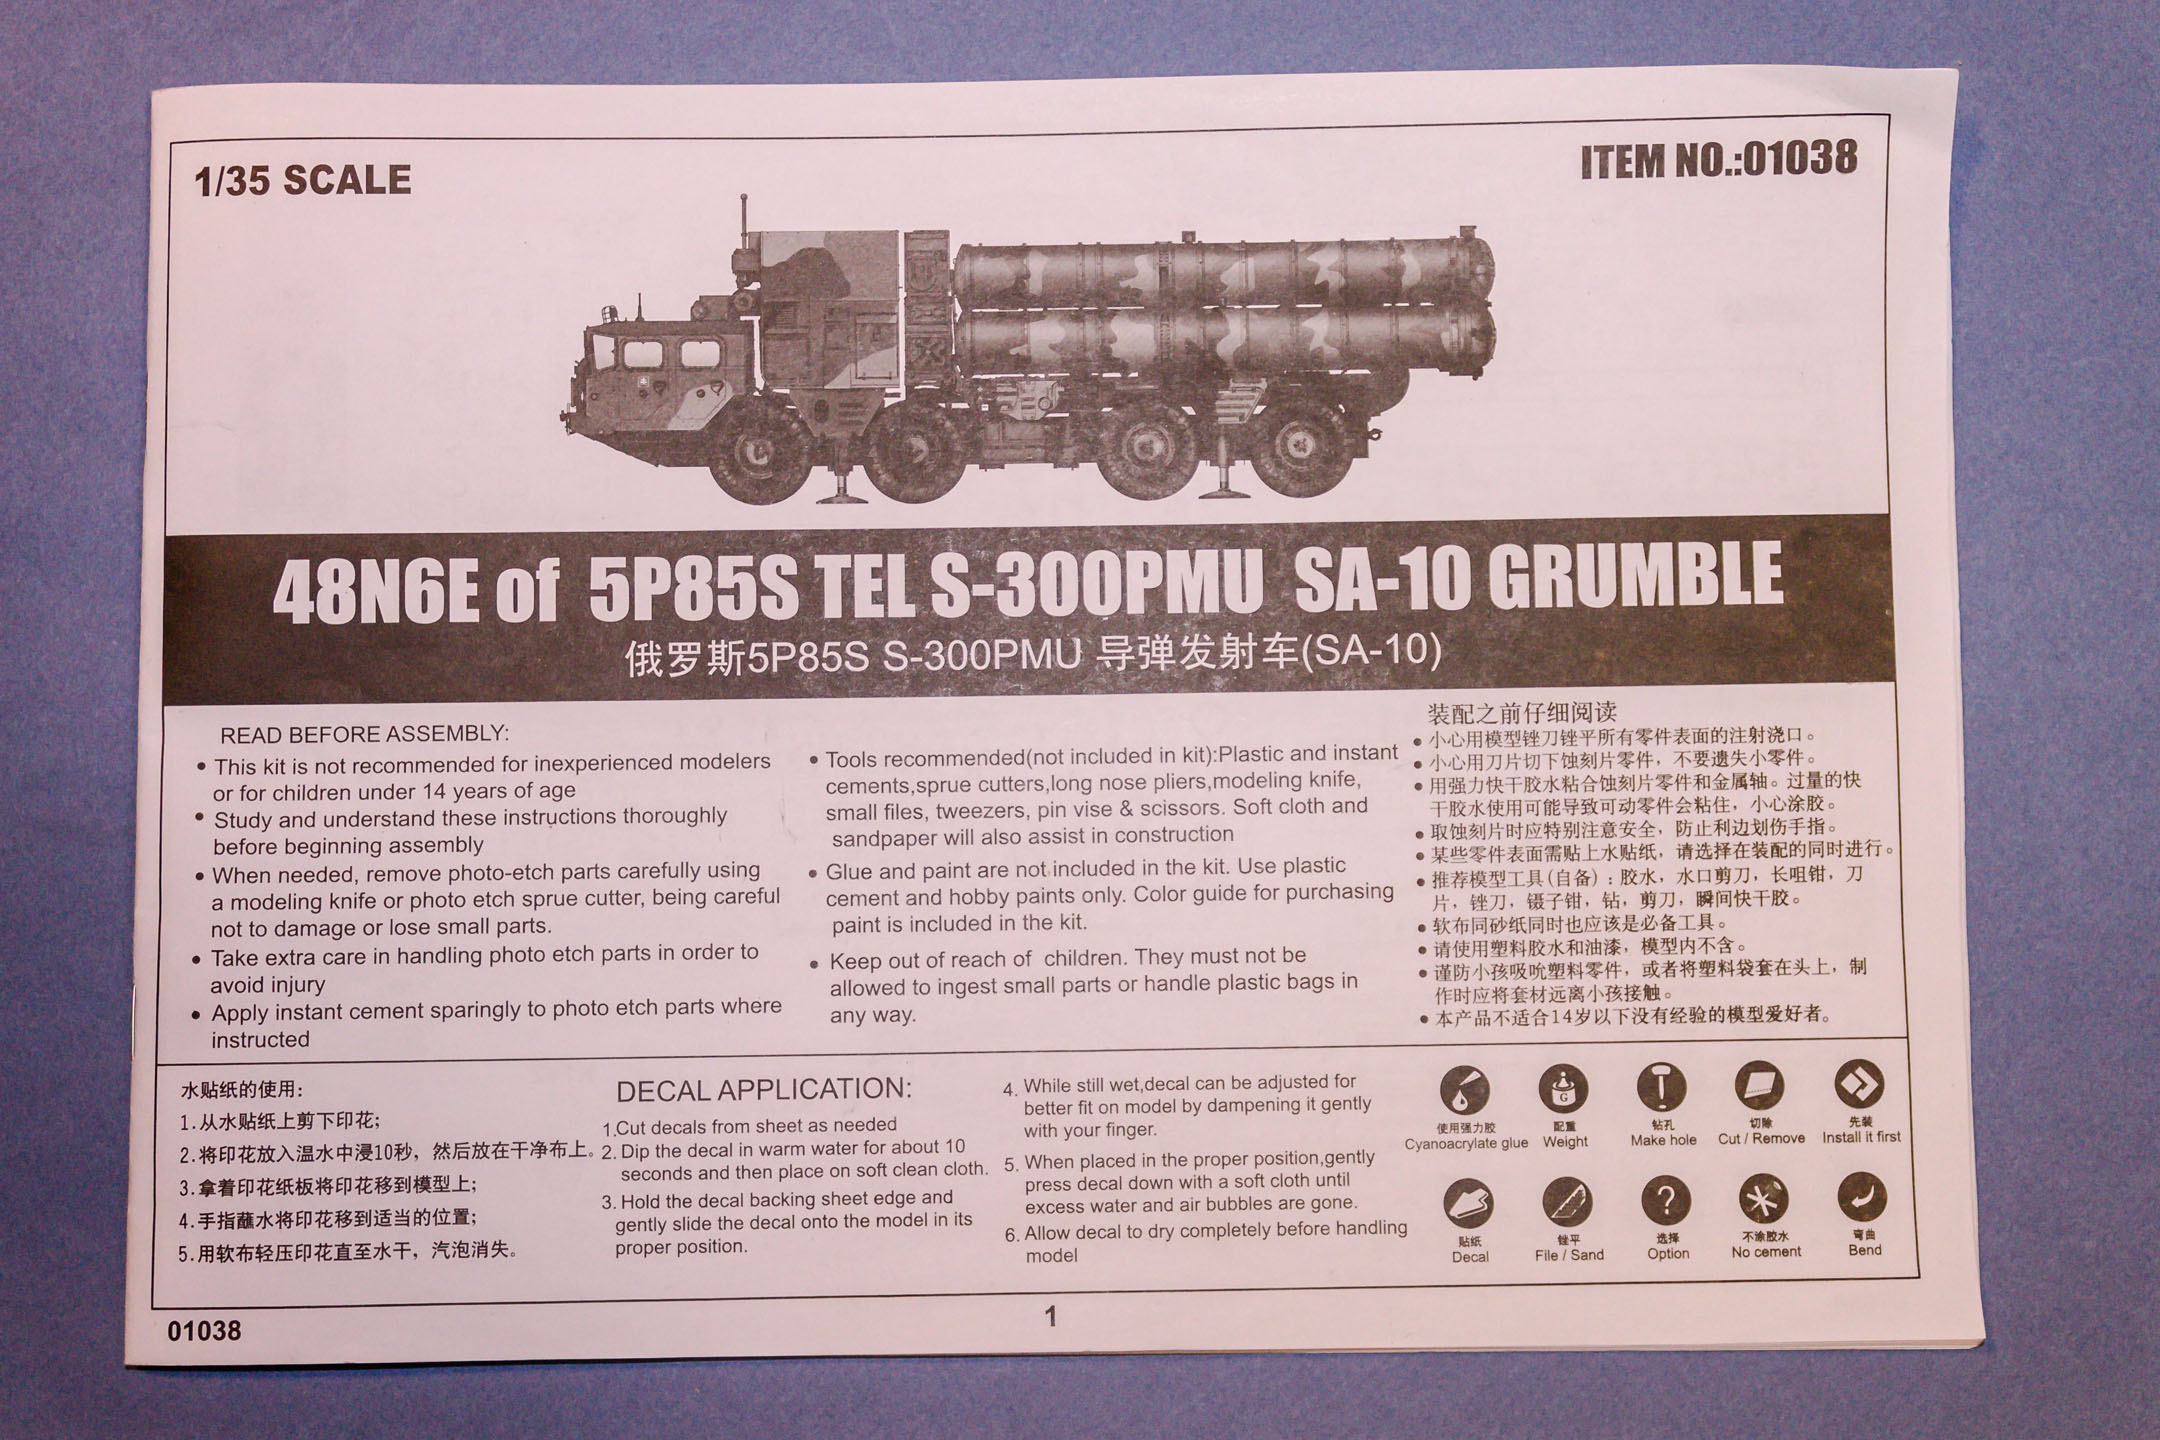 1/35 SCALE
ITEM NO.:01038
48N6E of 5P85S TEL S-300PMU SA-10 GRUMBLE
俄罗斯5P85S S-300PMU 导弹发射车(SA-10)
READ BEFORE ASSEMBLY:
• This kit is not recommended for inexperienced modelers
or for children under 14 years of age
• Study and understand these instructions thoroughly
before beginning assembly
• When needed, remove photo-etch parts carefully using
a modeling knife or photo etch sprue cutter, being careful
not to damage or lose small parts.
• Take extra care in handling photo etch parts in order to
avoid injury
• Apply instant cement sparingly to photo etch parts where
instructed
• Tools recommended(not included in kit):Plastic and instant
cements,sprue cutters,long nose pliers,modeling knife,
small files, tweezers, pin vise & scissors. Soft cloth and
sandpaper will also assist in construction
• Glue and paint are not included in the kit. Use plastic
cement and hobby paints only. Color guide for purchasing
paint is included in the kit.
• Keep out of reach of children. They must not be
allowed to ingest small parts or handle plastic bags in
any way.
装配之前仔细阅读
• 小心用模型锉刀锉平所有零件表面的注射浇口。
• 小心用刀片切下蚀刻片零件，不要遗失小零件。
• 用强力快干胶水粘合蚀刻片零件和金属轴。过量的快
干胶水使用可能导致可动零件会粘住，小心涂胶。
• 取蚀刻片时应特别注意安全，防止利边划伤手指。
• 某些零件表面需贴上水贴纸，请选择在装配的同时进行。
• 推荐模型工具(自备)：胶水，水口剪刀，长咀钳，刀
片，锉刀，镊子钳，钻，剪刀，瞬间快干胶。
• 软布同砂纸同时也应该是必备工具。
• 请使用塑料胶水和油漆，模型内不含。
• 谨防小孩吸吮塑料零件，或者将塑料袋套在头上，制
作时应将套材远离小孩接触。
• 本产品不适合14岁以下没有经验的模型爱好者。
水贴纸的使用:
1.从水贴纸上剪下印花;
2.将印花放入温水中浸10秒，然后放在干净布上。
3.拿着印花纸板将印花移到模型上;
4.手指蘸水将印花移到适当的位置;
5.用软布轻压印花直至水干，汽泡消失。
DECAL APPLICATION:
1.Cut decals from sheet as needed
2. Dip the decal in warm water for about 10
seconds and then place on soft clean cloth.
3. Hold the decal backing sheet edge and
gently slide the decal onto the model in its
proper position.
4. While still wet,decal can be adjusted for
better fit on model by dampening it gently
with your finger.
5. When placed in the proper position,gently
press decal down with a soft cloth until
excess water and air bubbles are gone.
6. Allow decal to dry completely before handling
model
G
使用强力胶
Cyanoacrylate glue
配重
Weight
钻孔
Make hole
切除
Cut / Remove
先装
Install it first
?
贴纸
Decal
锉平
File / Sand
选择
Option
不涂胶水
No cement
弯曲
Bend
01038
1